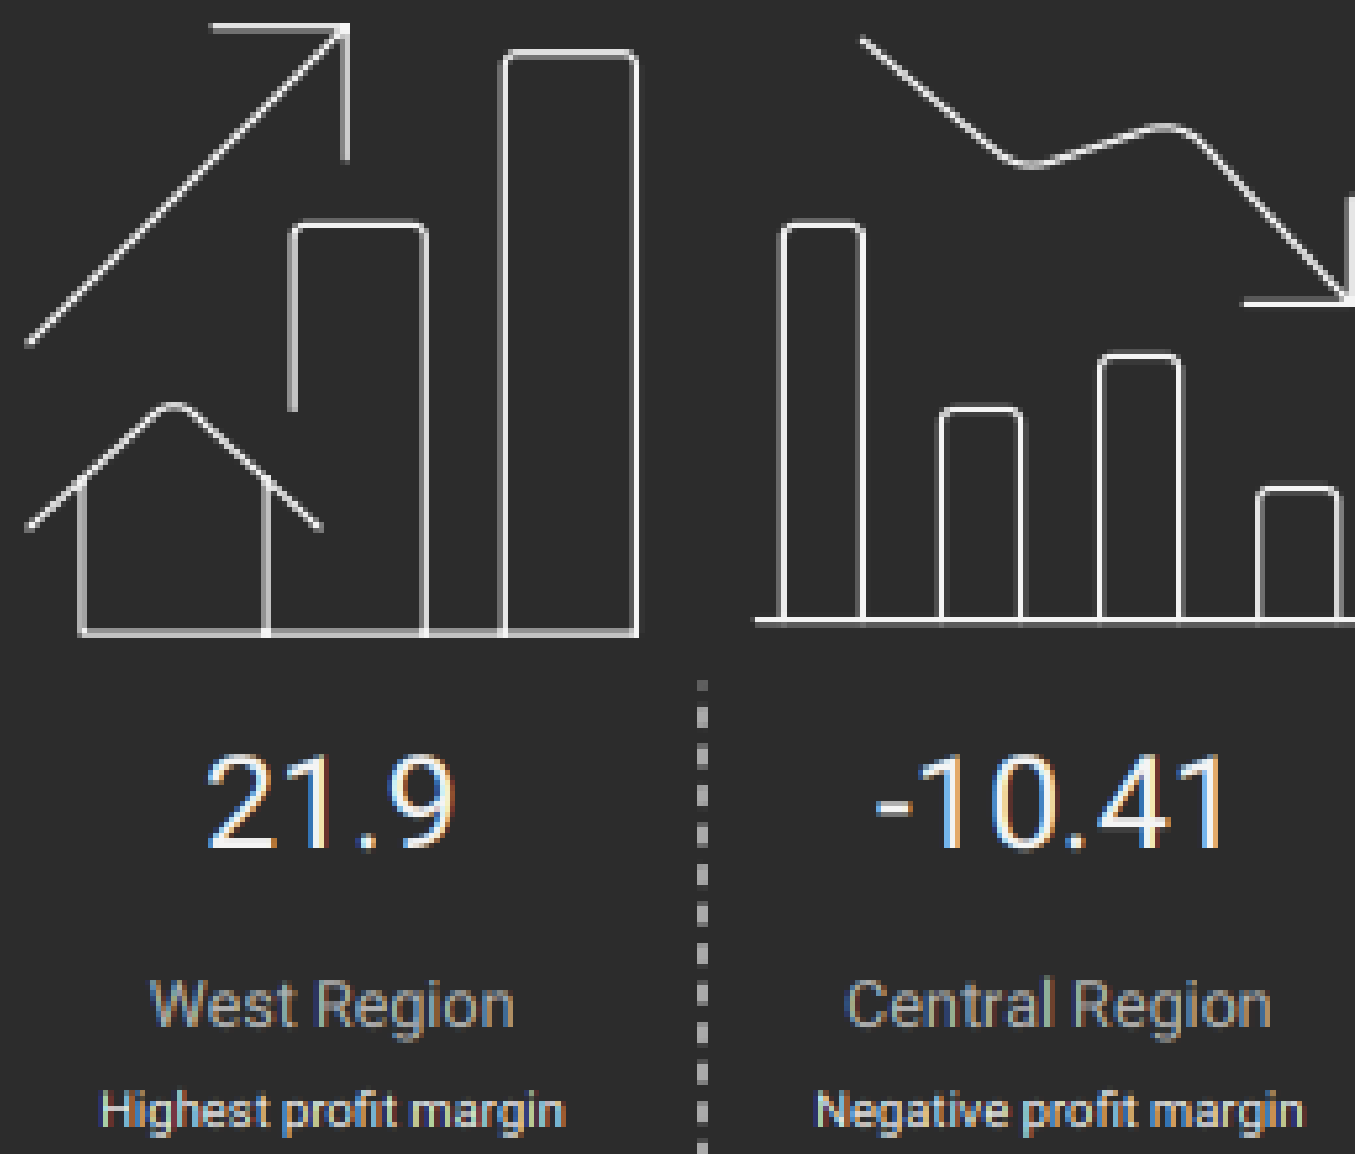 21.9
West Region
Highest profit margin
-10.41
Central Region
Negative profit margin